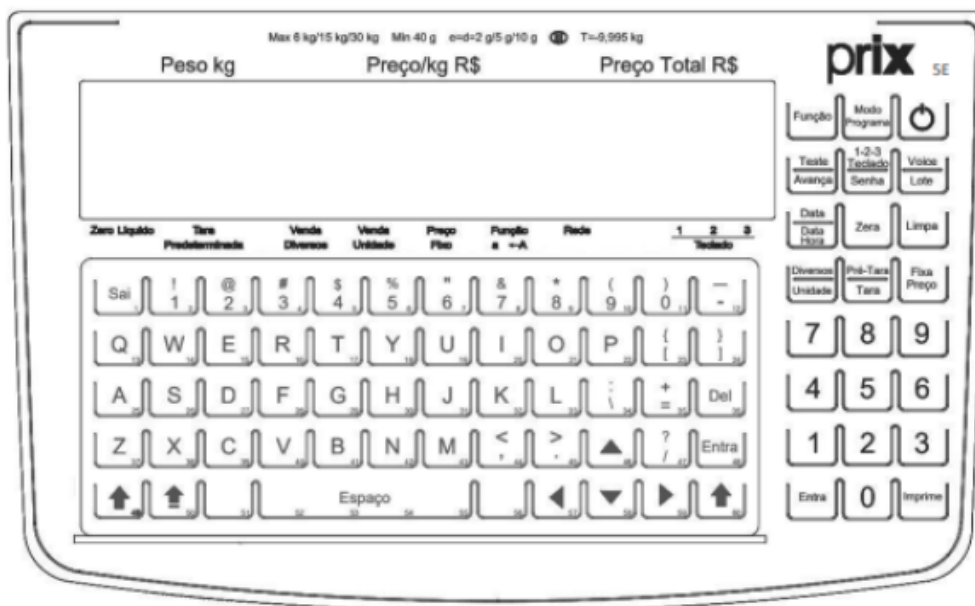 Max 6 kg/15 kg/30 kg Min 40 g e=d=2 g/5 g/10 g T=-9,995 kg
Peso kg Preço/kg R$ Preço Total R$
prix 5E
Função Modo Programa
Teste Avança 1-2-3 Teclado Senha Voice Lote
Data Data Hora Zera Limpa
Diversos Unidade Pré-Tara Tara Fixa Preço
7 8 9
4 5 6
1 2 3
Entra 0 Imprime
Zero Líquido Tara Venda Venda Preço Função Rede 1 2 3
Predeterminada Diversos Unidade Fixo a ←A Teclado
Sai ! 1 @ 2 # 3 $ 4 % 5 " 6 & 7 * 8 ( 9 ) 0 — -
Q W E R T Y U I O P { [ } ]
A S D F G H J K L : \ + = Del
Z X C V B N M < , > . ▲ ? / Entra
Espaço ◀ ▼ ▶